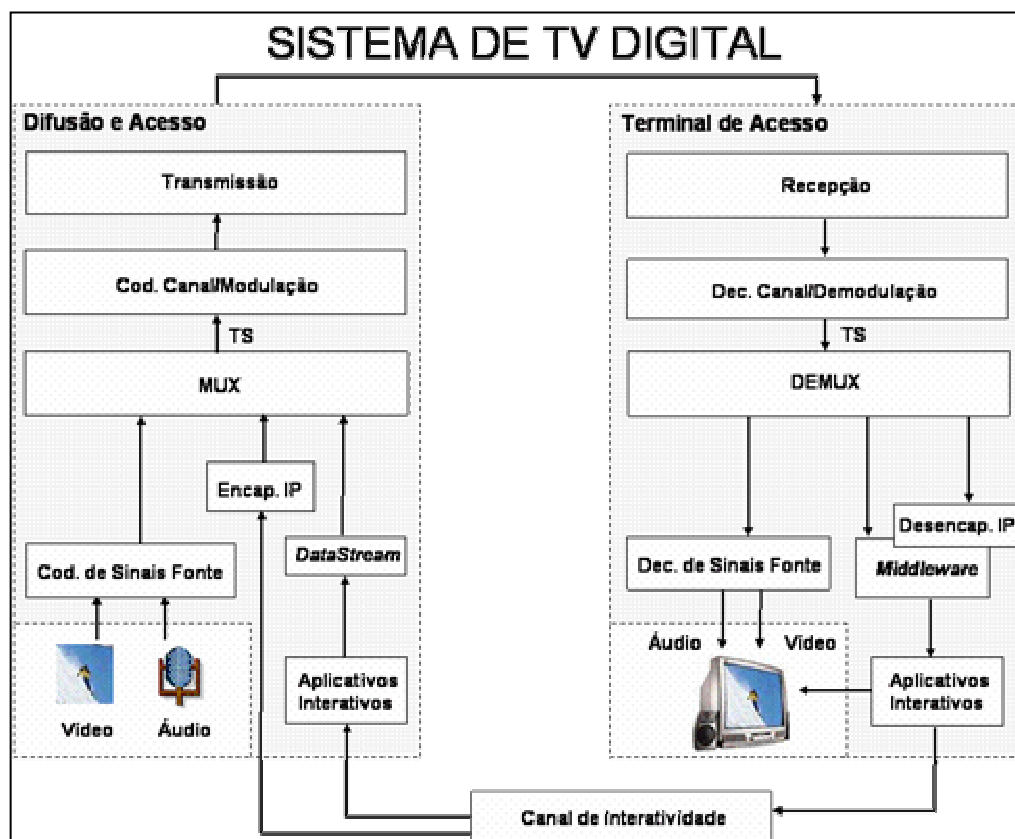 SISTEMA DE TV DIGITAL
Difusão e Acesso
Transmissão
Cod. Canal/Modulação
TS
MUX
Encap. IP
DataStream
Cod. de Sinais Fonte
Vídeo
Áudio
Aplicativos
Interativos
Terminal de Acesso
Recepção
Dec. Canal/Demodulação
TS
DEMUX
Desencap. IP
Dec. de Sinais Fonte
Middleware
Áudio
Vídeo
Aplicativos
Interativos
Canal de Interatividade